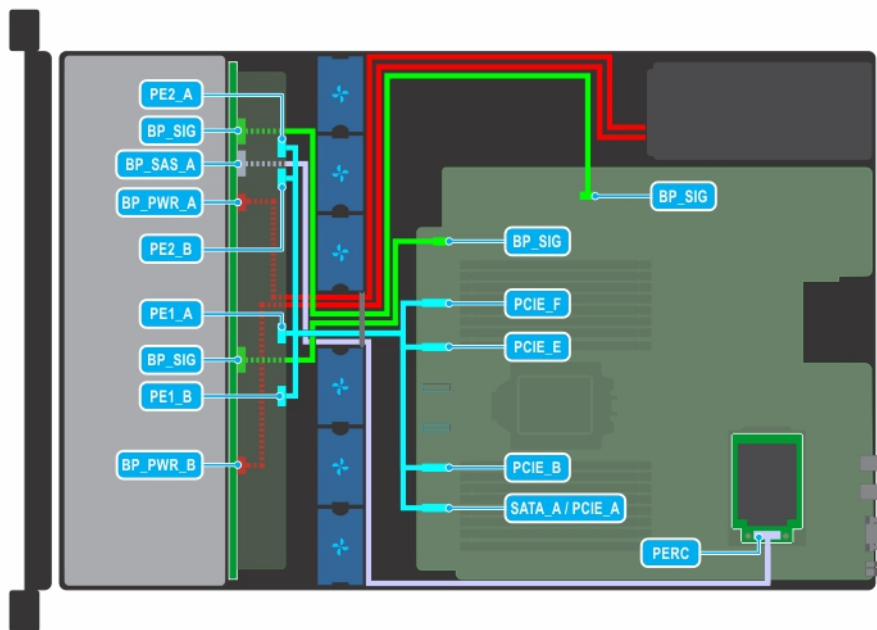 PE2_A
BP_SIG
BP_SAS_A
BP_PWR_A
PE2_B
PE1_A
BP_SIG
PE1_B
BP_PWR_B
BP_SIG
BP_SIG
PCIE_F
PCIE_E
PCIE_B
SATA_A / PCIE_A
PERC